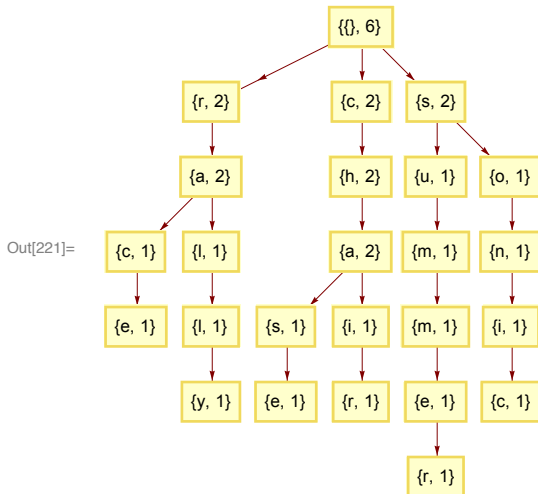 {{}, 6}
{r, 2} {c, 2} {s, 2}
{a, 2} {h, 2} {u, 1} {o, 1}
Out[221]= {c, 1} {l, 1} {a, 2} {m, 1} {n, 1}
{e, 1} {l, 1} {s, 1} {i, 1} {m, 1} {i, 1}
{y, 1} {e, 1} {r, 1} {e, 1} {c, 1}
{r, 1}